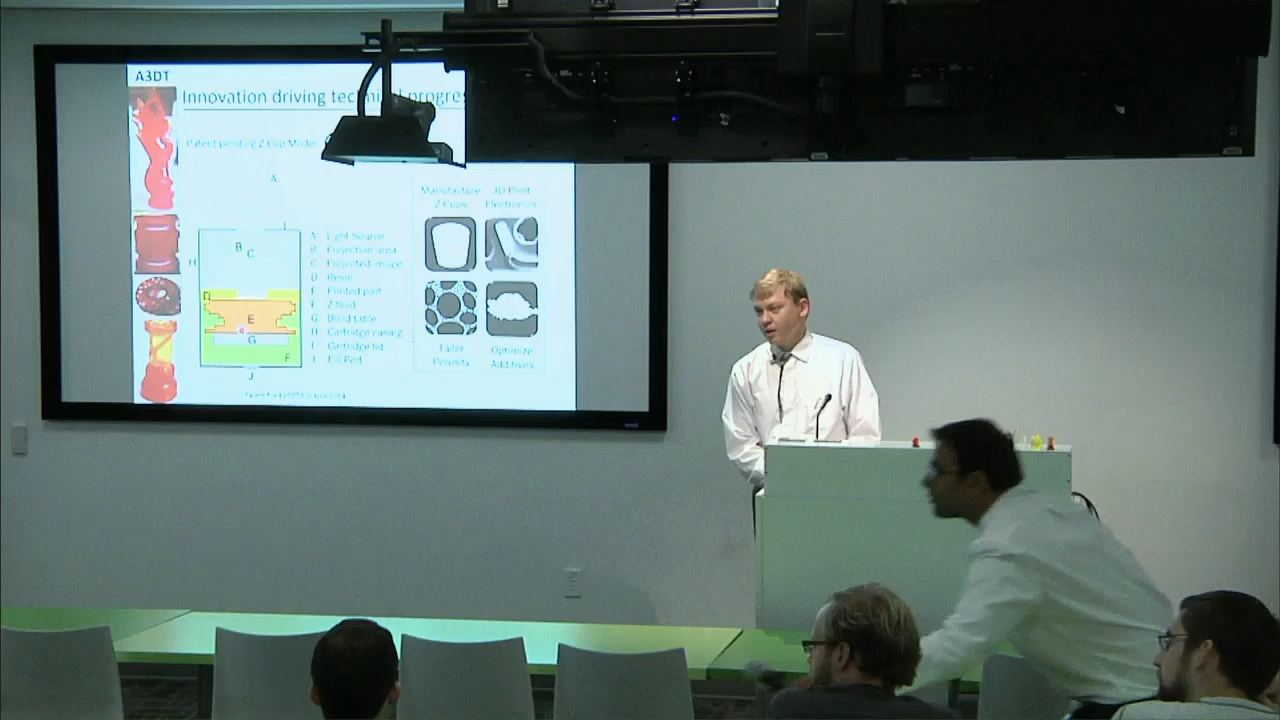 A3DT
Innovation driving techni l progre
Patent pending Z Cup Model
A
I
B
C
H
D
E
G
F
J
A Light Source
B Projection area
C Projected image
D Resin
E Printed part
F Z fluid
G Build table
H Cartridge casing
I Cartridge lid
J Fill Port
Manufacture
Z Cups
3D Print
Electronics
Tailor
Porosity
Optimize
Additives